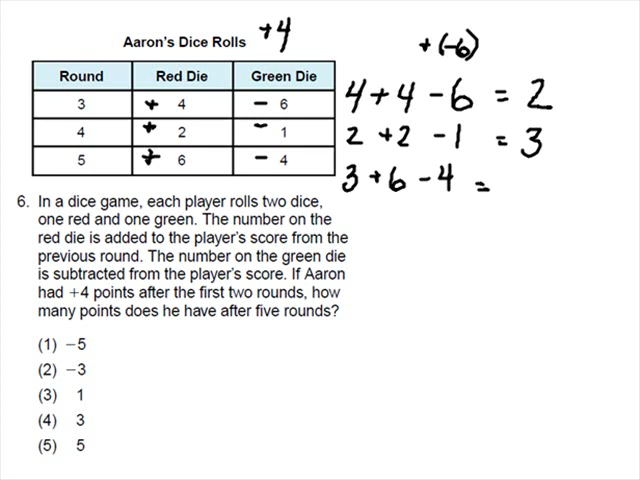 Aaron's Dice Rolls +4
+(-6)
Round Red Die Green Die
3 + 4 - 6
4 + 2 - 1
5 + 6 - 4
4 + 4 - 6 = 2
2 + 2 - 1 = 3
3 + 6 - 4 =
6. In a dice game, each player rolls two dice,
one red and one green. The number on the
red die is added to the player's score from the
previous round. The number on the green die
is subtracted from the player's score. If Aaron
had +4 points after the first two rounds, how
many points does he have after five rounds?
(1) −5
(2) −3
(3) 1
(4) 3
(5) 5